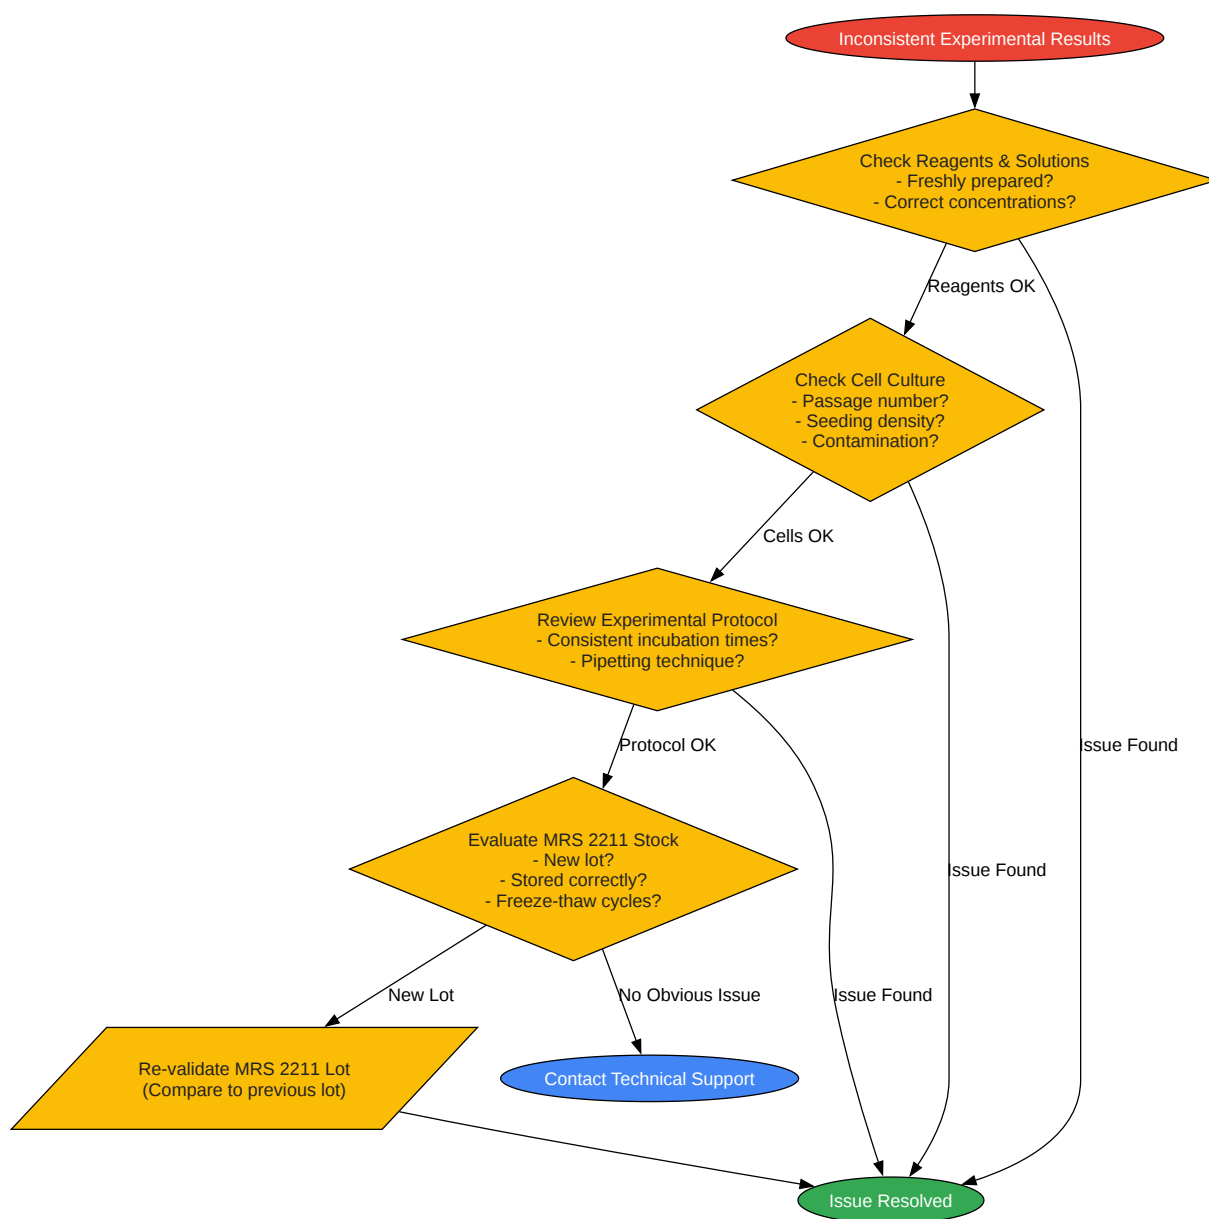 Inconsistent Experimental Results
Check Reagents & Solutions
- Freshly prepared?
- Correct concentrations?
Reagents OK
Check Cell Culture
- Passage number?
- Seeding density?
- Contamination?
Cells OK
Review Experimental Protocol
- Consistent incubation times?
- Pipetting technique?
Protocol OK
Issue Found
Evaluate MRS 2211 Stock
- New lot?
- Stored correctly?
- Freeze-thaw cycles?
Issue Found
New Lot
No Obvious Issue
Issue Found
Re-validate MRS 2211 Lot
(Compare to previous lot)
Contact Technical Support
Issue Resolved